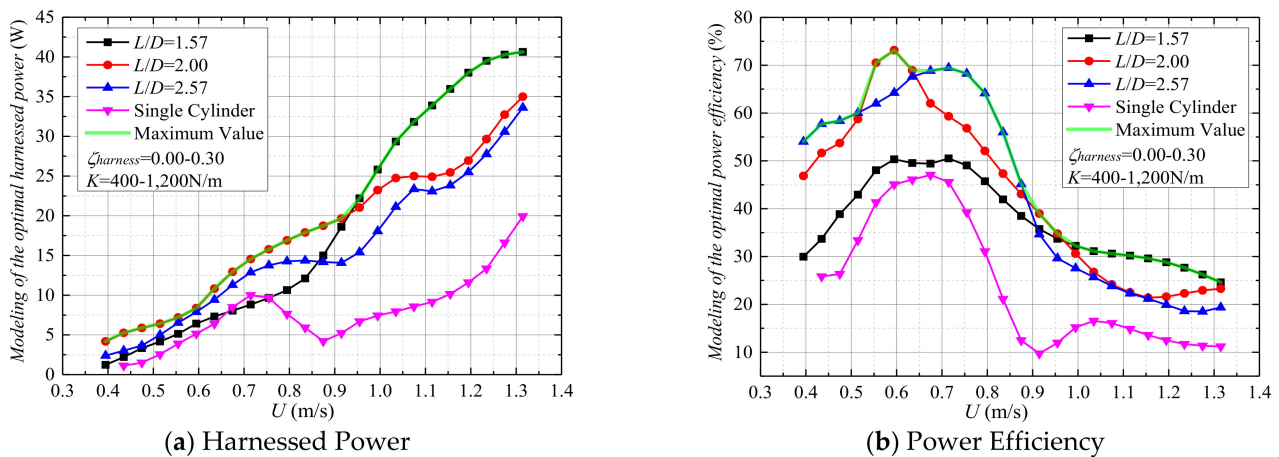 Modeling of the optimal harnessed power (W)
45
40
35
30
25
20
15
10
5
0
L/D=1.57
L/D=2.00
L/D=2.57
Single Cylinder
Maximum Value
ζharness=0.00-0.30
K=400-1,200N/m
0.3 0.4 0.5 0.6 0.7 0.8 0.9 1.0 1.1 1.2 1.3 1.4
U (m/s)
(a) Harnessed Power
Modeling of the optimal power efficiency (%)
80
70
60
50
40
30
20
10
L/D=1.57
L/D=2.00
L/D=2.57
Single Cylinder
Maximum Value
ζharness=0.00-0.30
K=400-1,200N/m
0.3 0.4 0.5 0.6 0.7 0.8 0.9 1.0 1.1 1.2 1.3 1.4
U (m/s)
(b) Power Efficiency